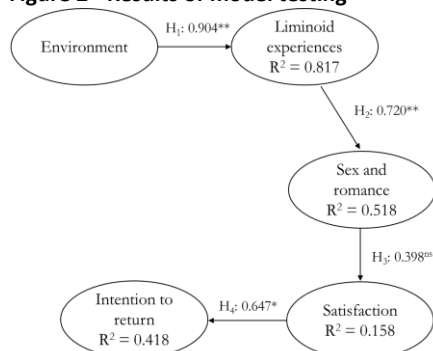 Figure 2 - Results of model testing
Environment
H₁: 0.904**
Liminoid
experiences
R² = 0.817
H₂: 0.720**
Sex and
romance
R² = 0.518
H₃: 0.398ⁿˢ
Satisfaction
R² = 0.158
H₄: 0.647*
Intention to
return
R² = 0.418